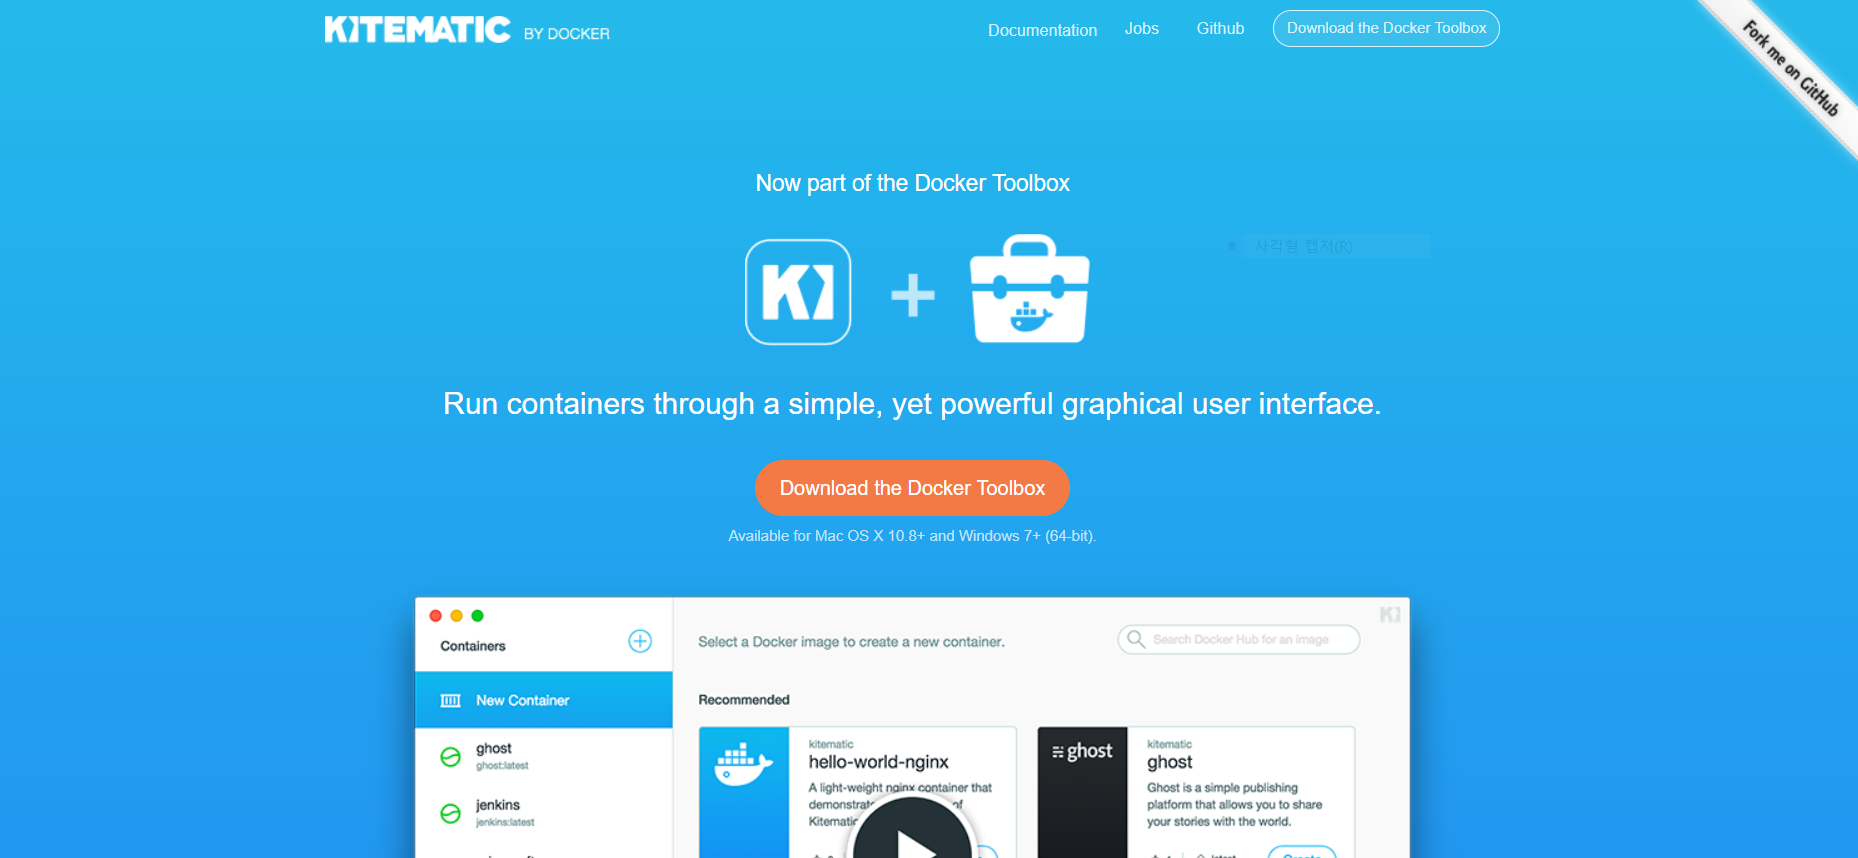 KITEMATIC BY DOCKER
Documentation
Jobs
Github
Download the Docker Toolbox
Fork me on GitHub
Now part of the Docker Toolbox
사각형 캡처(R)
Run containers through a simple, yet powerful graphical user interface.
Download the Docker Toolbox
Available for Mac OS X 10.8+ and Windows 7+ (64-bit).
Containers
New Container
ghost
ghost:latest
jenkins
jenkins:latest
Select a Docker image to create a new container.
Search Docker Hub for an image
Recommended
kitematic
hello-world-nginx
A light-weight nginx container that
of
Kitematic
ghost
kitematic
ghost
Ghost is a simple publishing
platform that allows you to share
your stories with the world.